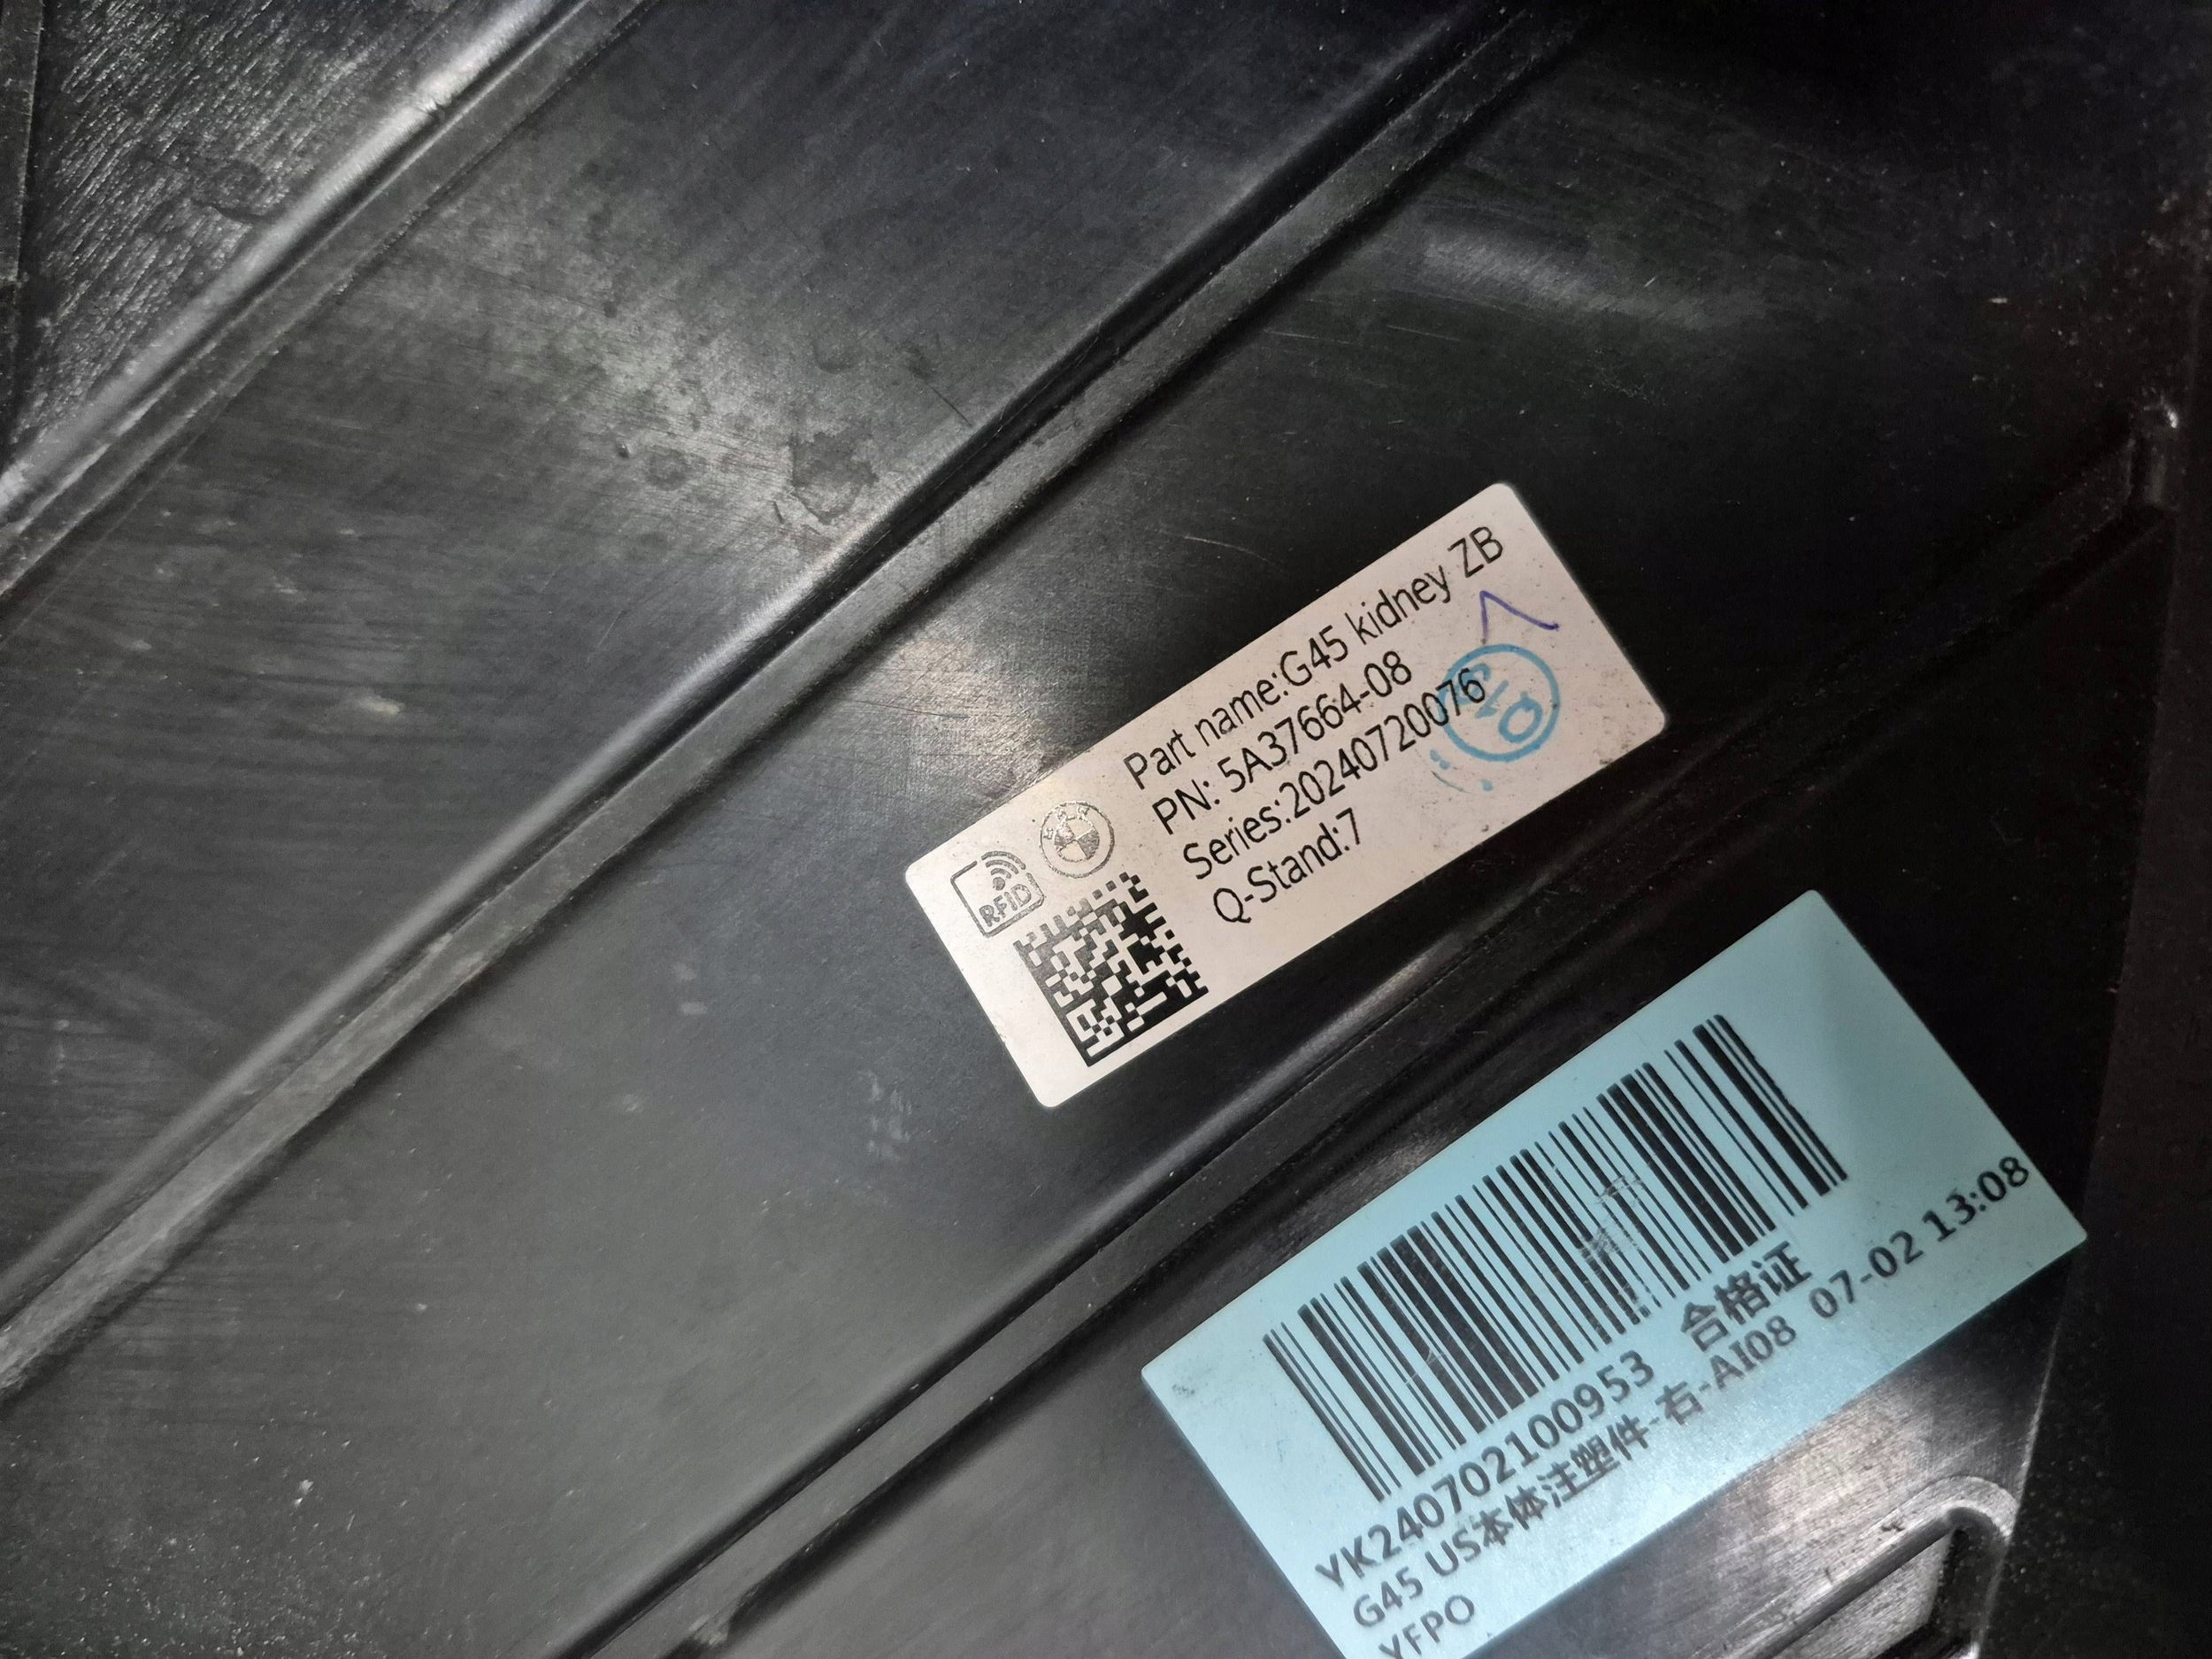 RFID
Part name:G45 kidney ZB
PN: 5A37664-08
Series:20240720076
Q-Stand:7
YK240702100953 合格证
G45 US本体注塑件-右-AI08 07-02 13:08
YFPO